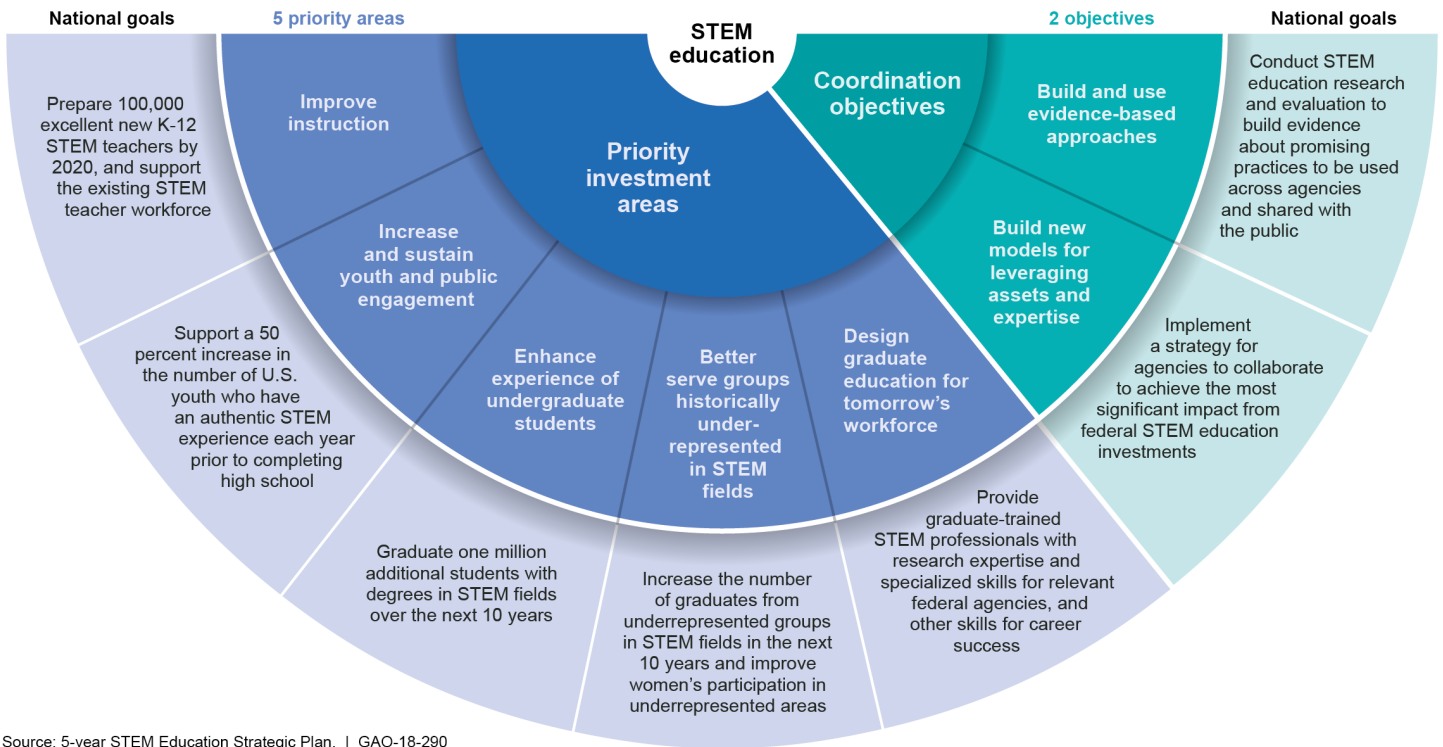 National goals
5 priority areas
STEM
education
2 objectives
National goals
Prepare 100,000
excellent new K-12
STEM teachers by
2020, and support
the existing STEM
teacher workforce
Improve
instruction
Priority
investment
areas
Coordination
objectives
Build and use
evidence-based
approaches
Conduct STEM
education research
and evaluation to
build evidence
about promising
practices to be used
across agencies
and shared with
the public
Support a 50
percent increase in
the number of U.S.
youth who have
an authentic STEM
experience each year
prior to completing
high school
Increase
and sustain
youth and public
engagement
Enhance
experience of
undergraduate
students
Better
serve groups
historically
under-
represented
in STEM
fields
Design
graduate
education for
tomorrow's
workforce
Build new
models for
leveraging
assets and
expertise
Implement
a strategy for
agencies to collaborate
to achieve the most
significant impact from
federal STEM education
investments
Graduate one million
additional students with
degrees in STEM fields
over the next 10 years
Increase the number
of graduates from
underrepresented groups
in STEM fields in the next
10 years and improve
women's participation in
underrepresented areas
Provide
graduate-trained
STEM professionals with
research expertise and
specialized skills for relevant
federal agencies, and
other skills for career
success
Source: 5-year STEM Education Strategic Plan. | GAO-18-290